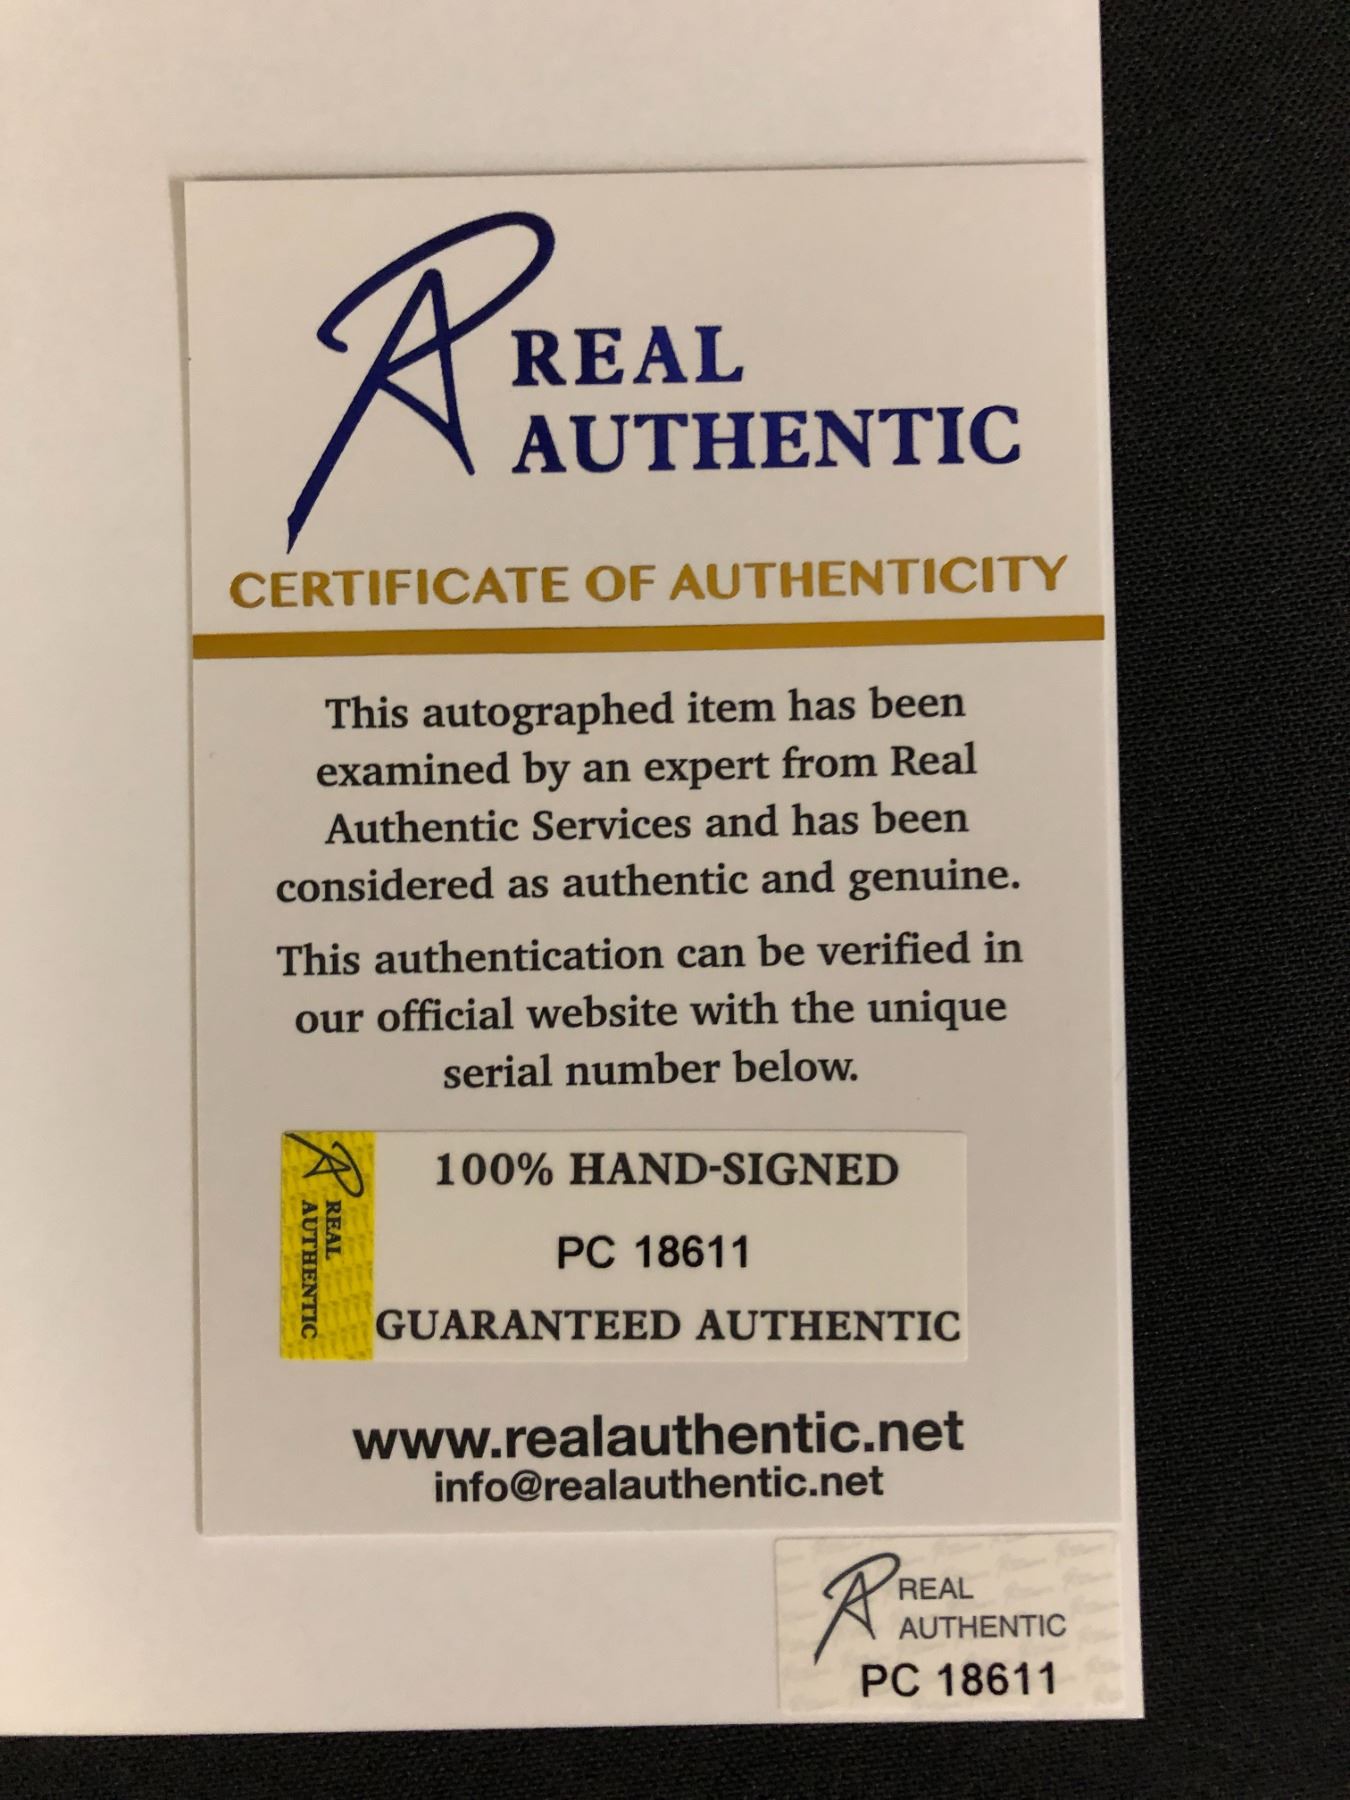 REAL
AUTHENTIC
CERTIFICATE OF AUTHENTICITY
This autographed item has been
examined by an expert from Real
Authentic Services and has been
considered as authentic and genuine.
This authentication can be verified in
our official website with the unique
serial number below.
REAL
AUTHENTIC
100% HAND-SIGNED
PC 18611
GUARANTEED AUTHENTIC
www.realauthentic.net
info@realauthentic.net
REAL
AUTHENTIC
PC 18611